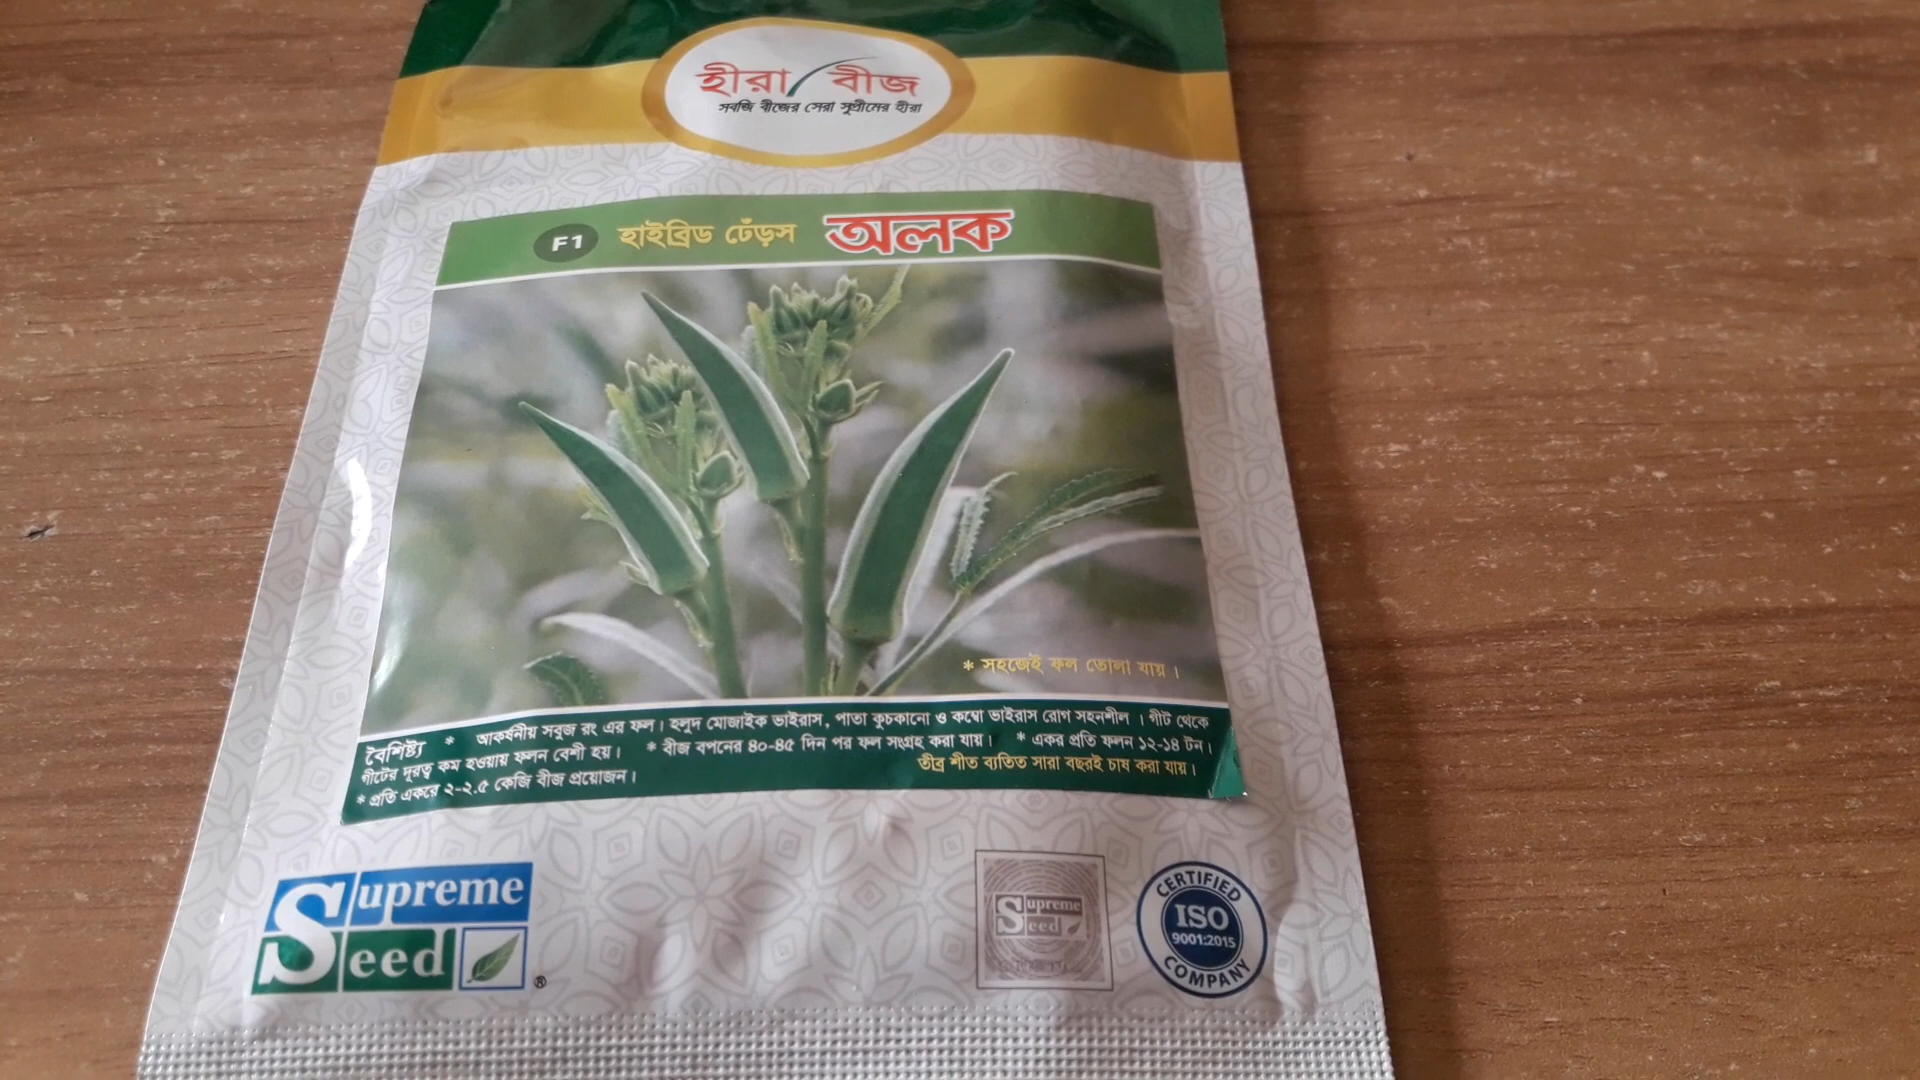 হীরা বীজ
সবজি বীজের সেরা সুপ্রীমের হীরা
F1 হাইব্রিড ঢেঁড়স অলক
* সহজেই ফল তোলা যায়।
বৈশিষ্ট্য * আকর্ষনীয় সবুজ রং এর ফল। হলুদ মোজাইক ভাইরাস, পাতা কুচকানো ও কম্বো ভাইরাস রোগ সহনশীল। গীট থেকে
গীটের দূরত্ব কম হওয়ায় ফলন বেশী হয়। * বীজ বপনের ৪০-৪৫ দিন পর ফল সংগ্রহ করা যায়। * একর প্রতি ফলন ১২-১৪ টন।
* প্রতি একরে ২-২.৫ কেজি বীজ প্রয়োজন। তীব্র শীত ব্যতিত সারা বছরই চাষ করা যায়।
Supreme
Seed
®
Supreme
Seed
CERTIFIED
ISO
9001:2015
COMPANY